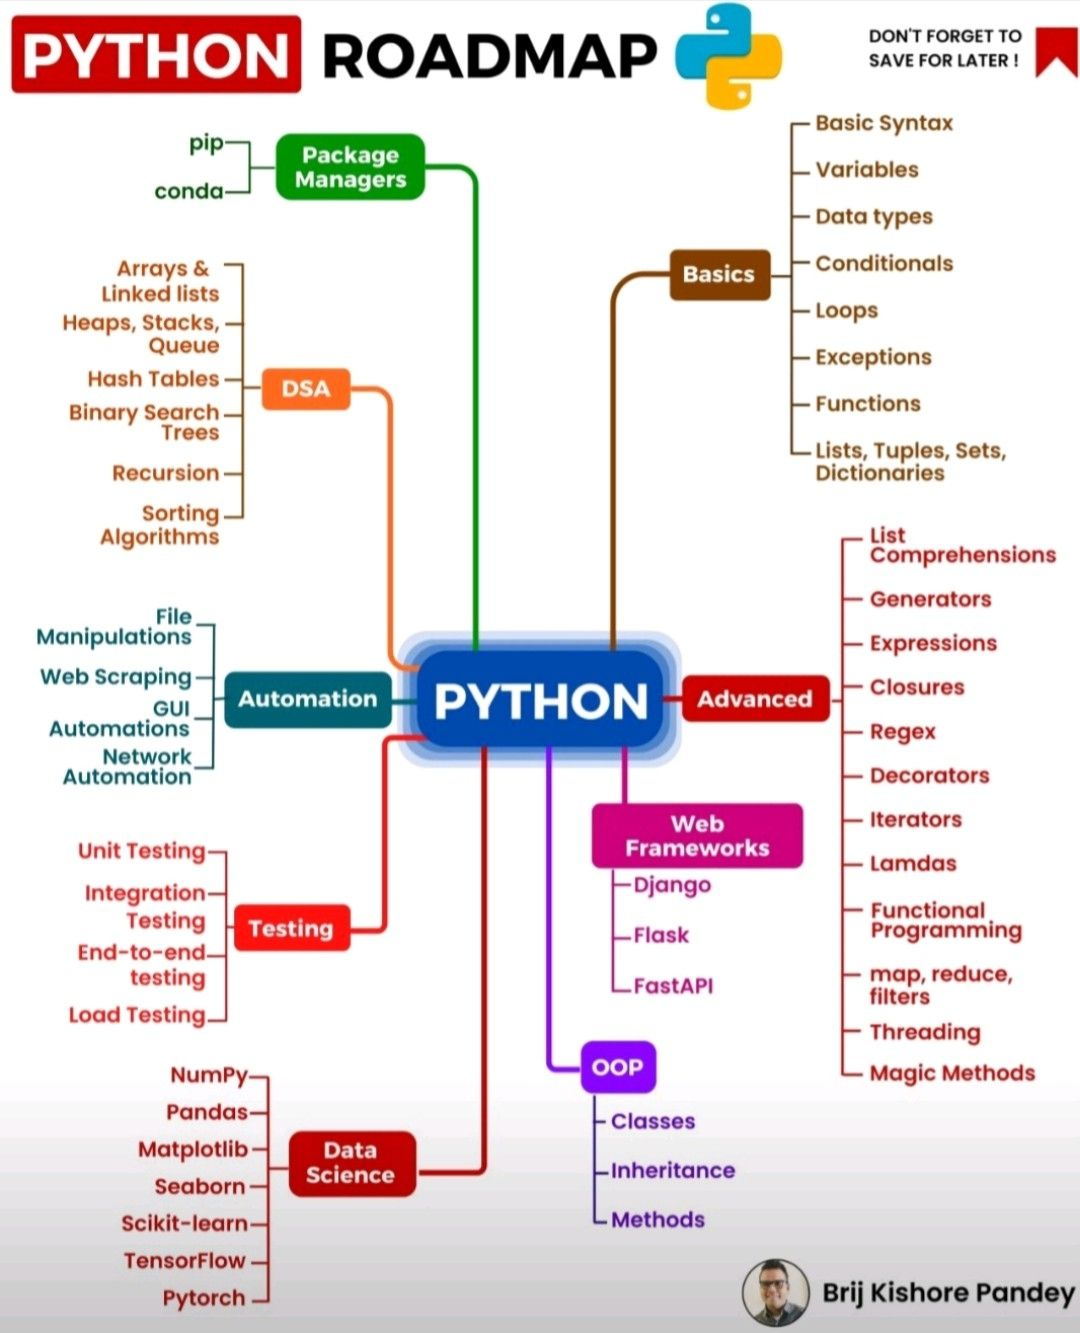 PYTHON ROADMAP
DON'T FORGET TO
SAVE FOR LATER !
pip
conda
Package
Managers
Arrays &
Linked lists
Heaps, Stacks,
Queue
Hash Tables
Binary Search
Trees
Recursion
Sorting
Algorithms
DSA
File
Manipulations
Web Scraping
GUI
Automations
Network
Automation
Automation
Unit Testing
Integration
Testing
End-to-end
testing
Load Testing
Testing
NumPy
Pandas
Matplotlib
Seaborn
Scikit-learn
TensorFlow
Pytorch
Data
Science
PYTHON
Basics
Basic Syntax
Variables
Data types
Conditionals
Loops
Exceptions
Functions
Lists, Tuples, Sets,
Dictionaries
Advanced
List
Comprehensions
Generators
Expressions
Closures
Regex
Decorators
Iterators
Lamdas
Functional
Programming
map, reduce,
filters
Threading
Magic Methods
Web
Frameworks
Django
Flask
FastAPI
OOP
Classes
Inheritance
Methods
Brij Kishore Pandey